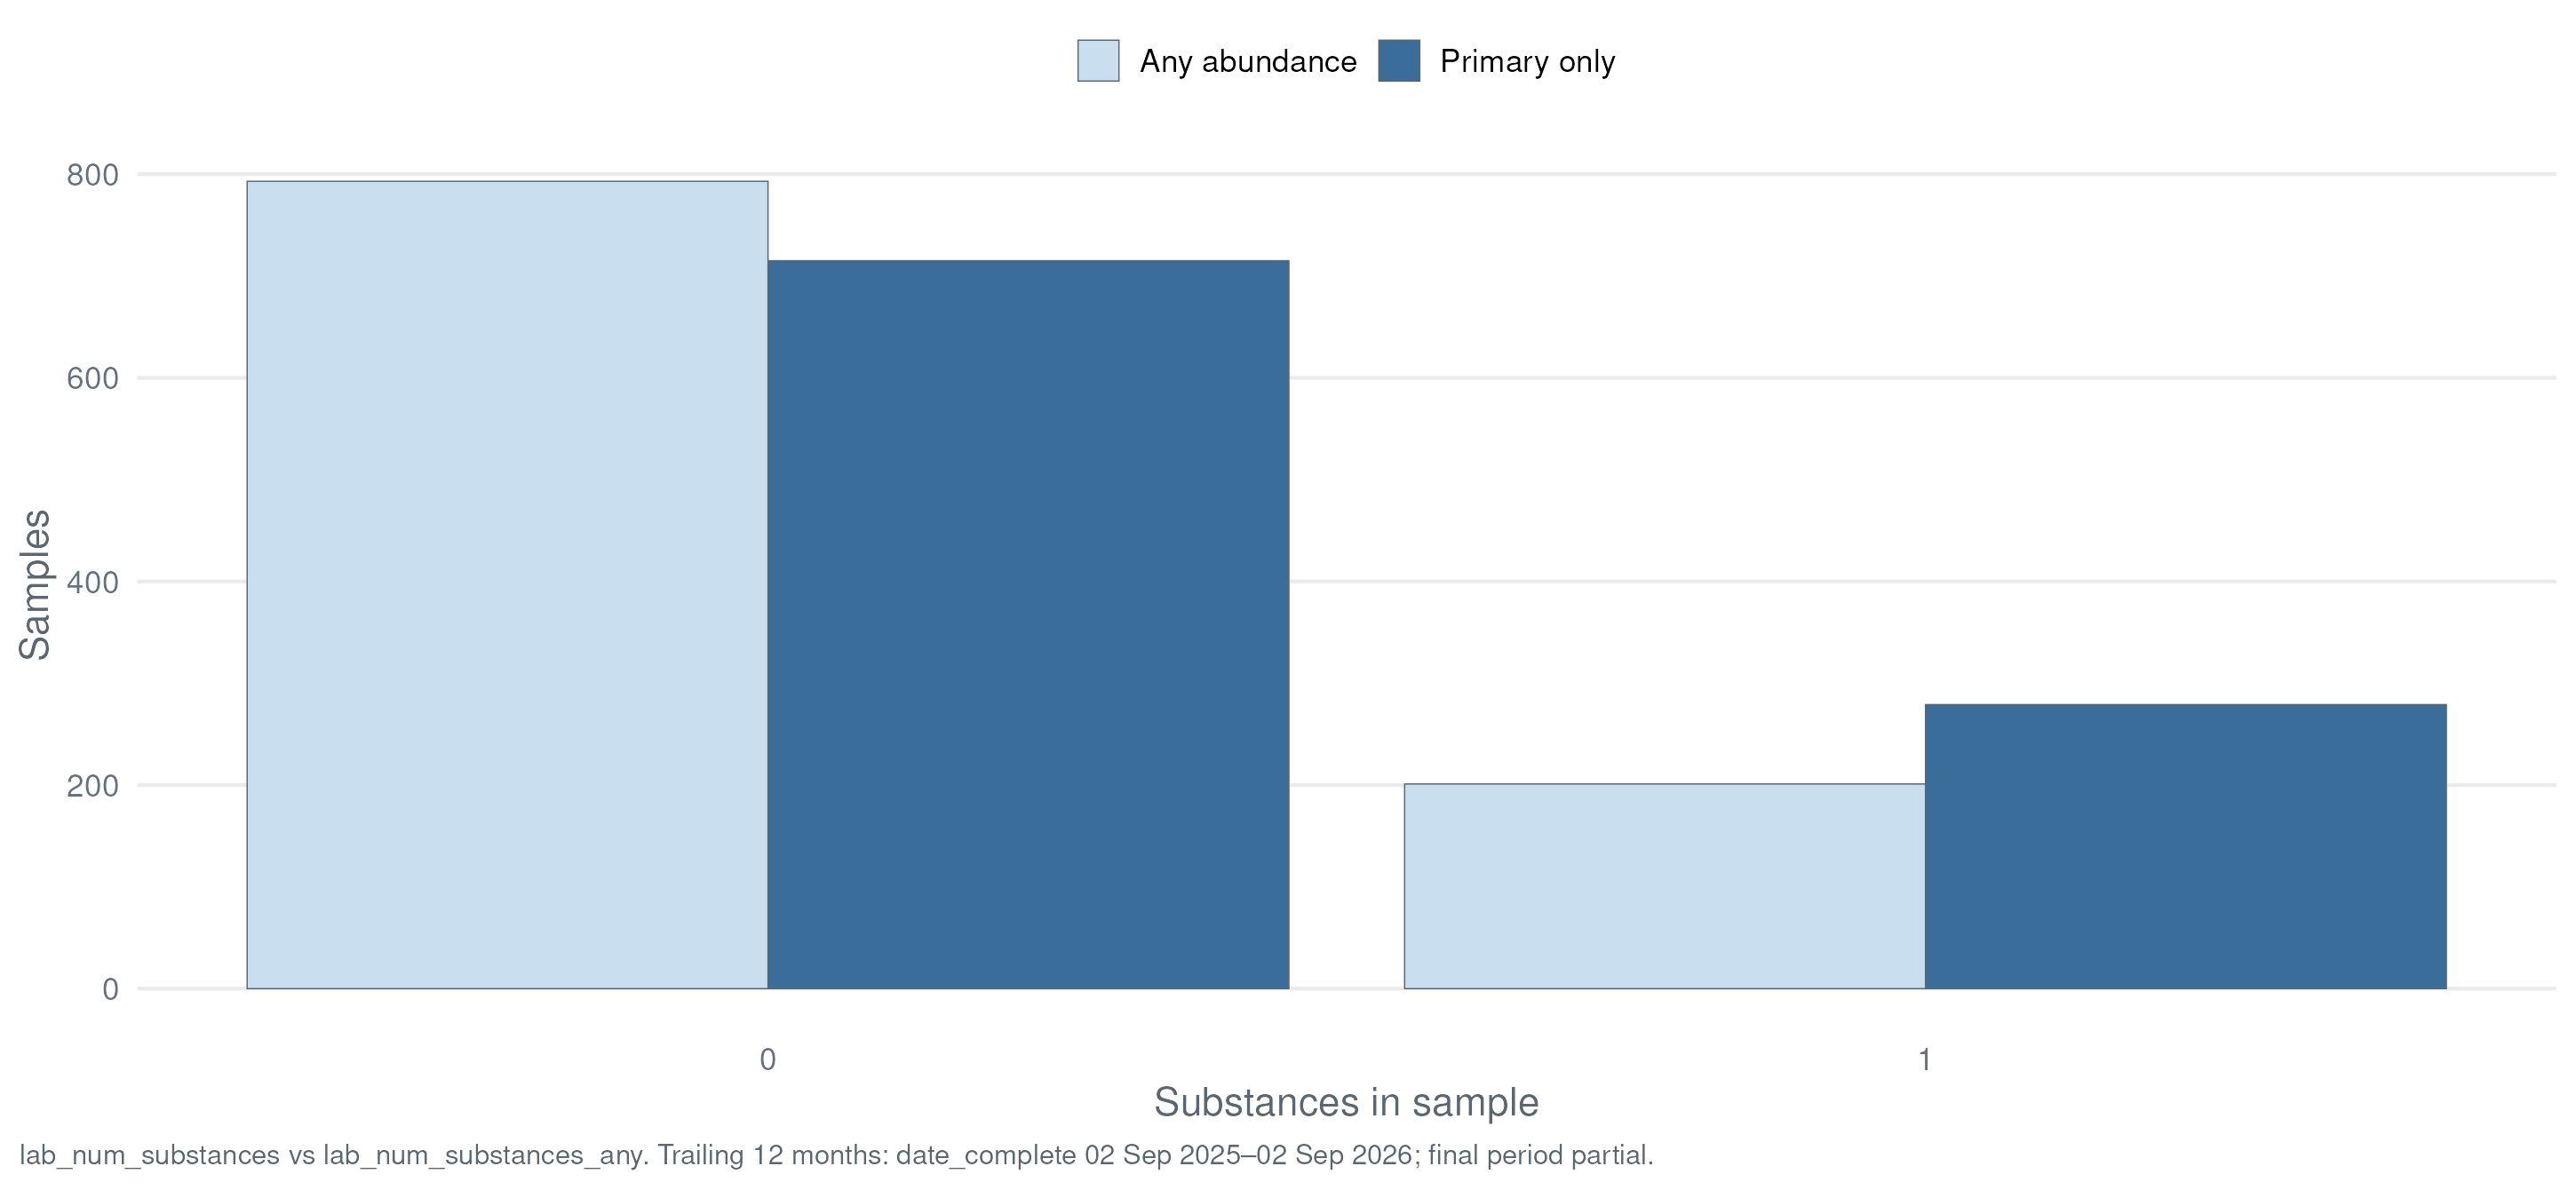 Any abundance Primary only
800
600
400
200
0
Samples
0 1
Substances in sample
lab_num_substances vs lab_num_substances_any. Trailing 12 months: date_complete 02 Sep 2025–02 Sep 2026; final period partial.